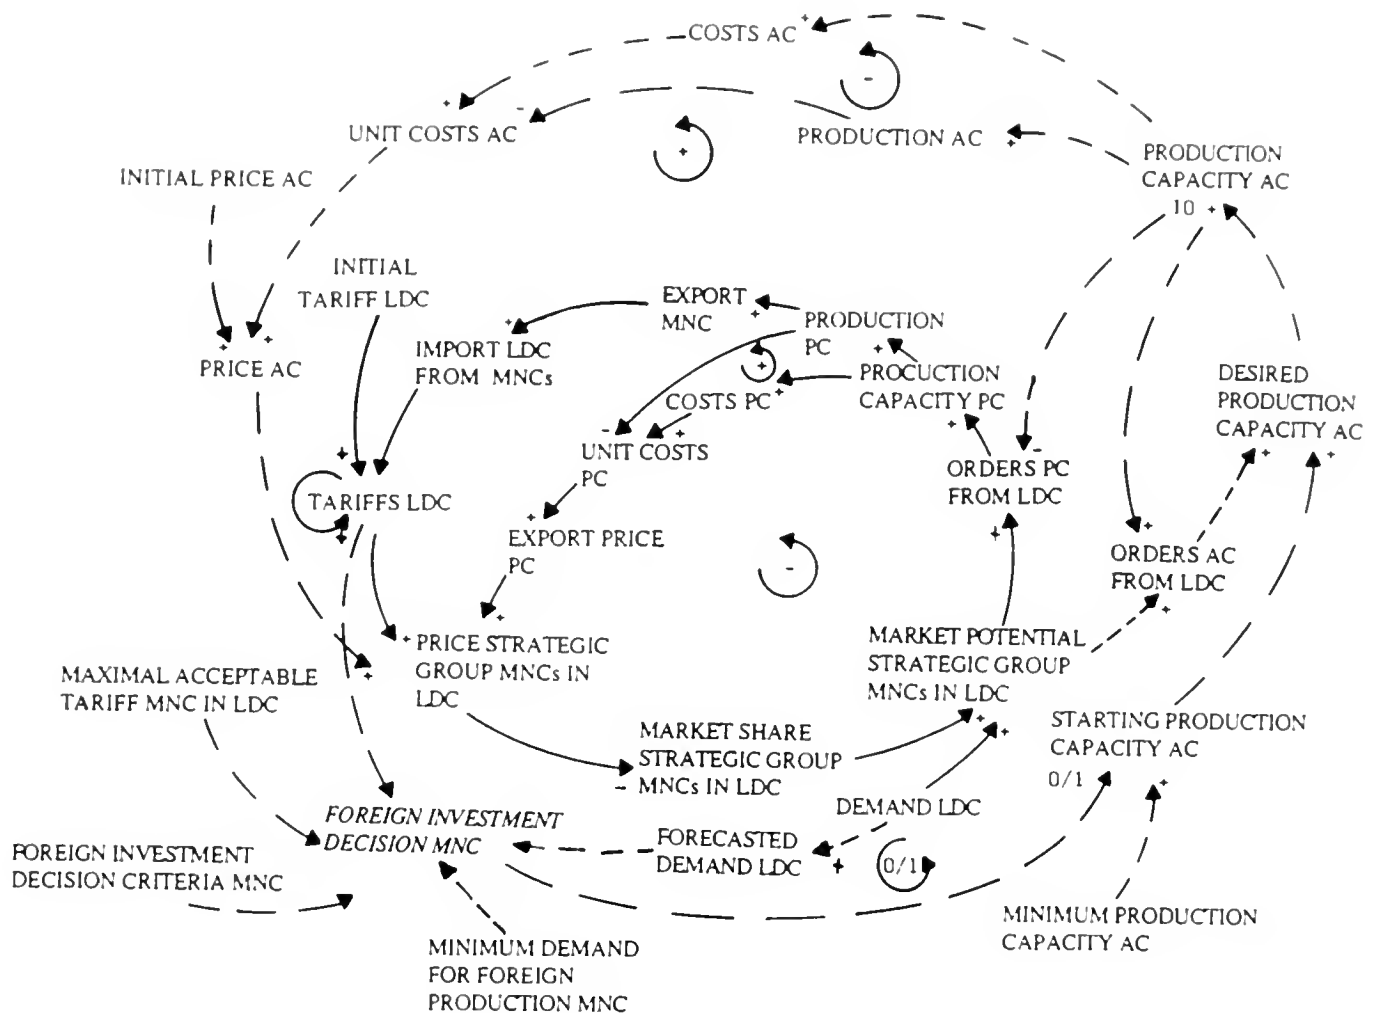 COSTS AC
UNIT COSTS AC
PRODUCTION AC
PRODUCTION
CAPACITY AC
10
INITIAL PRICE AC
INITIAL
TARIFF LDC
EXPORT
MNC
PRODUCTION
PC
IMPORT LDC
FROM MNCs
PRICE AC
PROCUCTION
CAPACITY PC
DESIRED
PRODUCTION
CAPACITY AC
COSTS PC
UNIT COSTS
PC
ORDERS PC
FROM LDC
TARIFFS LDC
EXPORT PRICE
PC
ORDERS AC
FROM LDC
PRICE STRATEGIC
GROUP MNCs IN
LDC
MARKET POTENTIAL
STRATEGIC GROUP
MNCs IN LDC
MAXIMAL ACCEPTABLE
TARIFF MNC IN LDC
MARKET SHARE
STRATEGIC GROUP
MNCs IN LDC
STARTING PRODUCTION
CAPACITY AC
0/1
DEMAND LDC
FOREIGN INVESTMENT
DECISION MNC
FORECASTED
DEMAND LDC
0/1
FOREIGN INVESTMENT
DECISION CRITERIA MNC
MINIMUM PRODUCTION
CAPACITY AC
MINIMUM DEMAND
FOR FOREIGN
PRODUCTION MNC